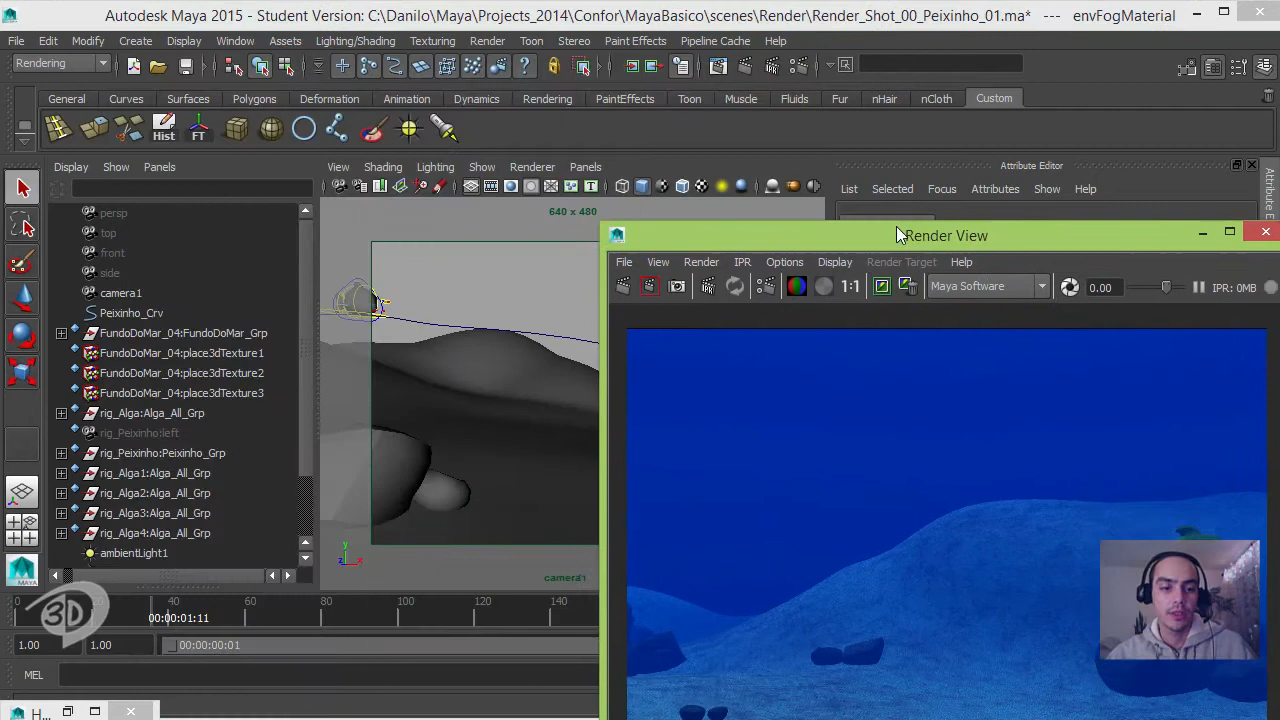 Autodesk Maya 2015 - Student Version: C:\Danilo\Maya\Projects_2014\Confor\MayaBasico\scenes\Render\Render_Shot_00_Peixinho_01.ma* --- envFogMaterial
File Edit Modify Create Display Window Assets Lighting/Shading Texturing Render Toon Stereo Paint Effects Pipeline Cache Help
Rendering
General Curves Surfaces Polygons Deformation Animation Dynamics Rendering PaintEffects Toon Muscle Fluids Fur nHair nCloth Custom
Hist FT
Display Show Panels
View Shading Lighting Show Renderer Panels
Attribute Editor
List Selected Focus Attributes Show Help
persp
top
front
side
camera1
Peixinho_Crv
FundoDoMar_04:FundoDoMar_Grp
FundoDoMar_04:place3dTexture1
FundoDoMar_04:place3dTexture2
FundoDoMar_04:place3dTexture3
rig_Alga:Alga_All_Grp
rig_Peixinho:left
rig_Peixinho:Peixinho_Grp
rig_Alga1:Alga_All_Grp
rig_Alga2:Alga_All_Grp
rig_Alga3:Alga_All_Grp
rig_Alga4:Alga_All_Grp
ambientLight1
640 x 480
y
z x
camera1
Render View
File View Render IPR Options Display Render Target Help
1:1 Maya Software 0.00 IPR: 0MB
0 40 60 80 100 120 140
00:00:01:11
3D
1.00 1.00 00:00:00:01
MEL
H...
MAYA